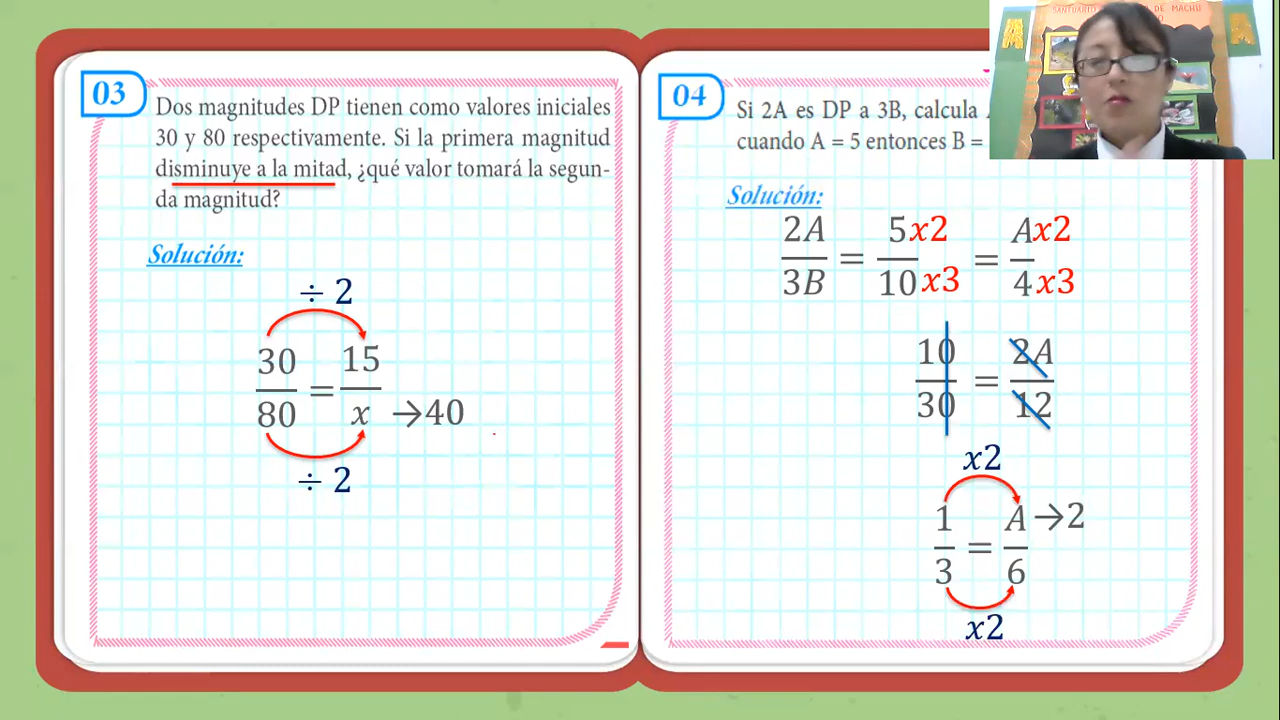 SANTUARIO DE MACHU
03
Dos magnitudes DP tienen como valores iniciales
30 y 80 respectivamente. Si la primera magnitud
disminuye a la mitad, ¿qué valor tomará la segun-
da magnitud?
Solución:
÷ 2
30/80 = 15/x →40
÷ 2
04
Si 2A es DP a 3B, calcula
cuando A = 5 entonces B =
Solución:
2A/3B = 5x2/10x3 = Ax2/4x3
10/30 = 2A/12
x2
1/3 = A/6 →2
x2